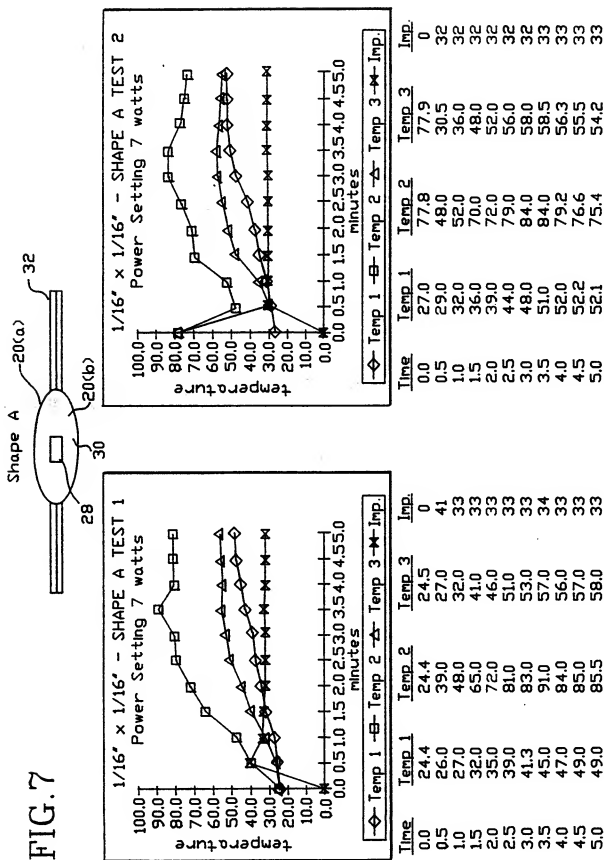 FIG.7
Shape A
20(a)
32
28
30
20(b)
1/16" x 1/16" - SHAPE A TEST 1
Power Setting 7 watts
temperature
100.0
90.0
80.0
70.0
60.0
50.0
40.0
30.0
20.0
10.0
0.0
0.0 0.5 1.0 1.5 2.0 2.5 3.0 3.5 4.0 4.5 5.0
minutes
Temp 1 Temp 2 Temp 3 Imp.
Time Temp 1 Temp 2 Temp 3 Imp.
0.0 24.4 24.4 24.5 0
0.5 26.0 39.0 27.0 41
1.0 27.0 48.0 32.0 33
1.5 32.0 65.0 41.0 33
2.0 35.0 72.0 46.0 33
2.5 39.0 81.0 51.0 33
3.0 41.3 83.0 53.0 33
3.5 45.0 91.0 57.0 34
4.0 47.0 84.0 56.0 33
4.5 49.0 85.0 57.0 33
5.0 49.0 85.5 58.0 33
1/16" x 1/16" - SHAPE A TEST 2
Power Setting 7 watts
temperature
100.0
90.0
80.0
70.0
60.0
50.0
40.0
30.0
20.0
10.0
0.0
0.0 0.5 1.0 1.5 2.0 2.5 3.0 3.5 4.0 4.5 5.0
minutes
Temp 1 Temp 2 Temp 3 Imp.
Time Temp 1 Temp 2 Temp 3 Imp.
0.0 27.0 77.8 77.9 0
0.5 29.0 48.0 30.5 32
1.0 32.0 52.0 36.0 32
1.5 36.0 70.0 48.0 32
2.0 39.0 72.0 52.0 32
2.5 44.0 79.0 56.0 32
3.0 48.0 84.0 58.0 32
3.5 51.0 84.0 58.5 33
4.0 52.0 79.2 56.3 33
4.5 52.2 76.6 55.5 33
5.0 52.1 75.4 54.2 33